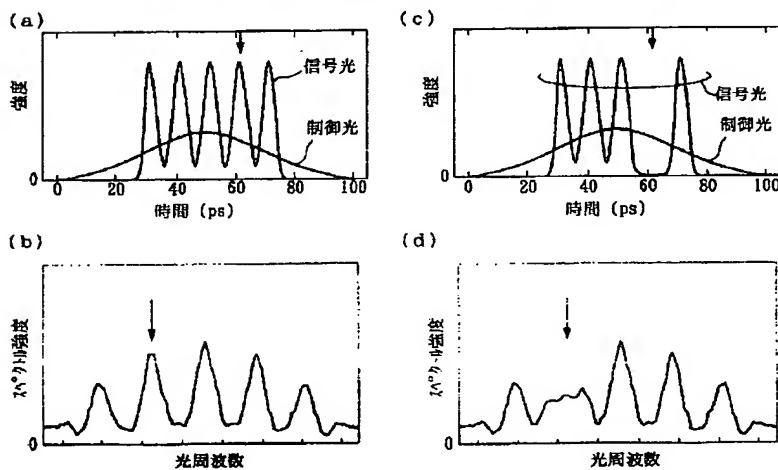 (a)
強度
0
信号光
制御光
0 20 40 60 80 100
時間 (ps)
(c)
強度
0
信号光
制御光
0 20 40 60 80 100
時間 (ps)
(b)
スペクトル強度
0
光周波数
(d)
スペクトル強度
0
光周波数